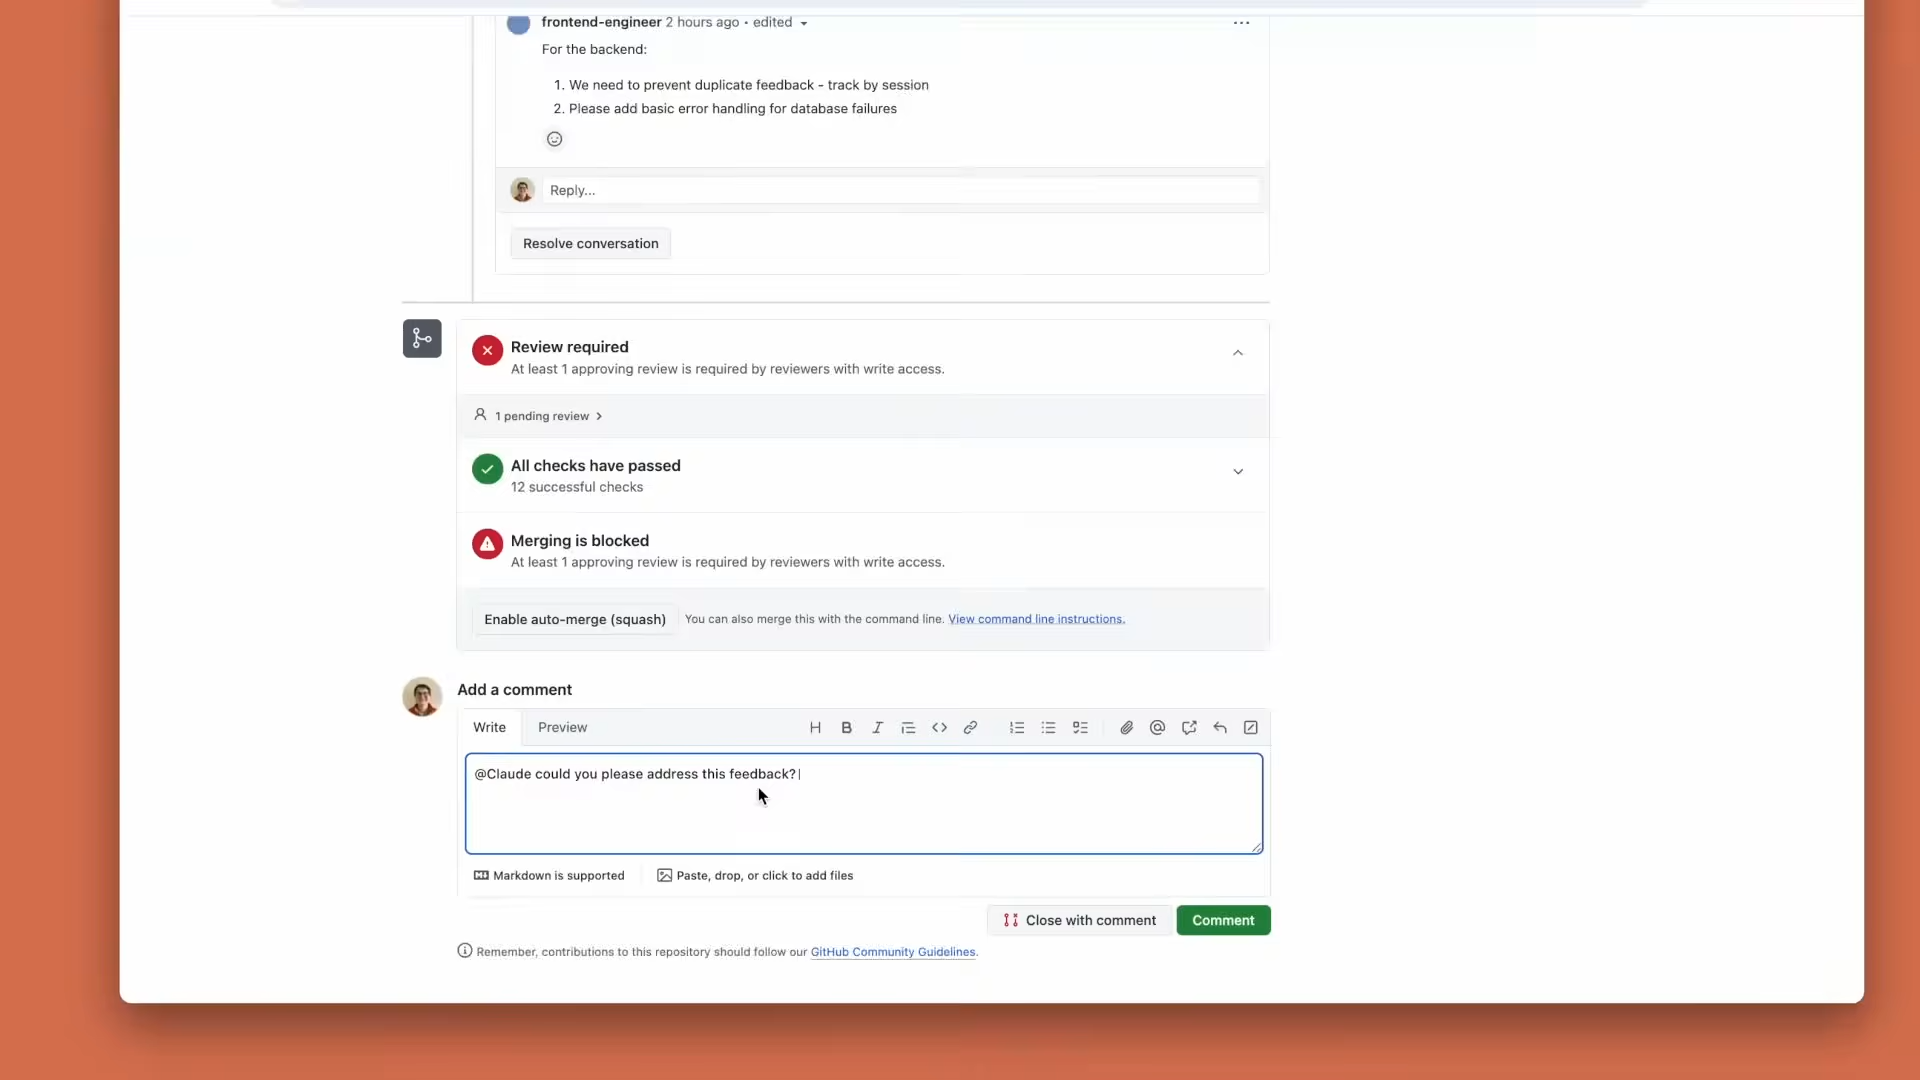 frontend-engineer 2 hours ago • edited
For the backend:
1. We need to prevent duplicate feedback - track by session
2. Please add basic error handling for database failures
Reply...
Resolve conversation
Review required
At least 1 approving review is required by reviewers with write access.
1 pending review
All checks have passed
12 successful checks
Merging is blocked
At least 1 approving review is required by reviewers with write access.
Enable auto-merge (squash) You can also merge this with the command line. View command line instructions.
Add a comment
Write Preview
@Claude could you please address this feedback?
Markdown is supported Paste, drop, or click to add files
Close with comment Comment
Remember, contributions to this repository should follow our GitHub Community Guidelines.